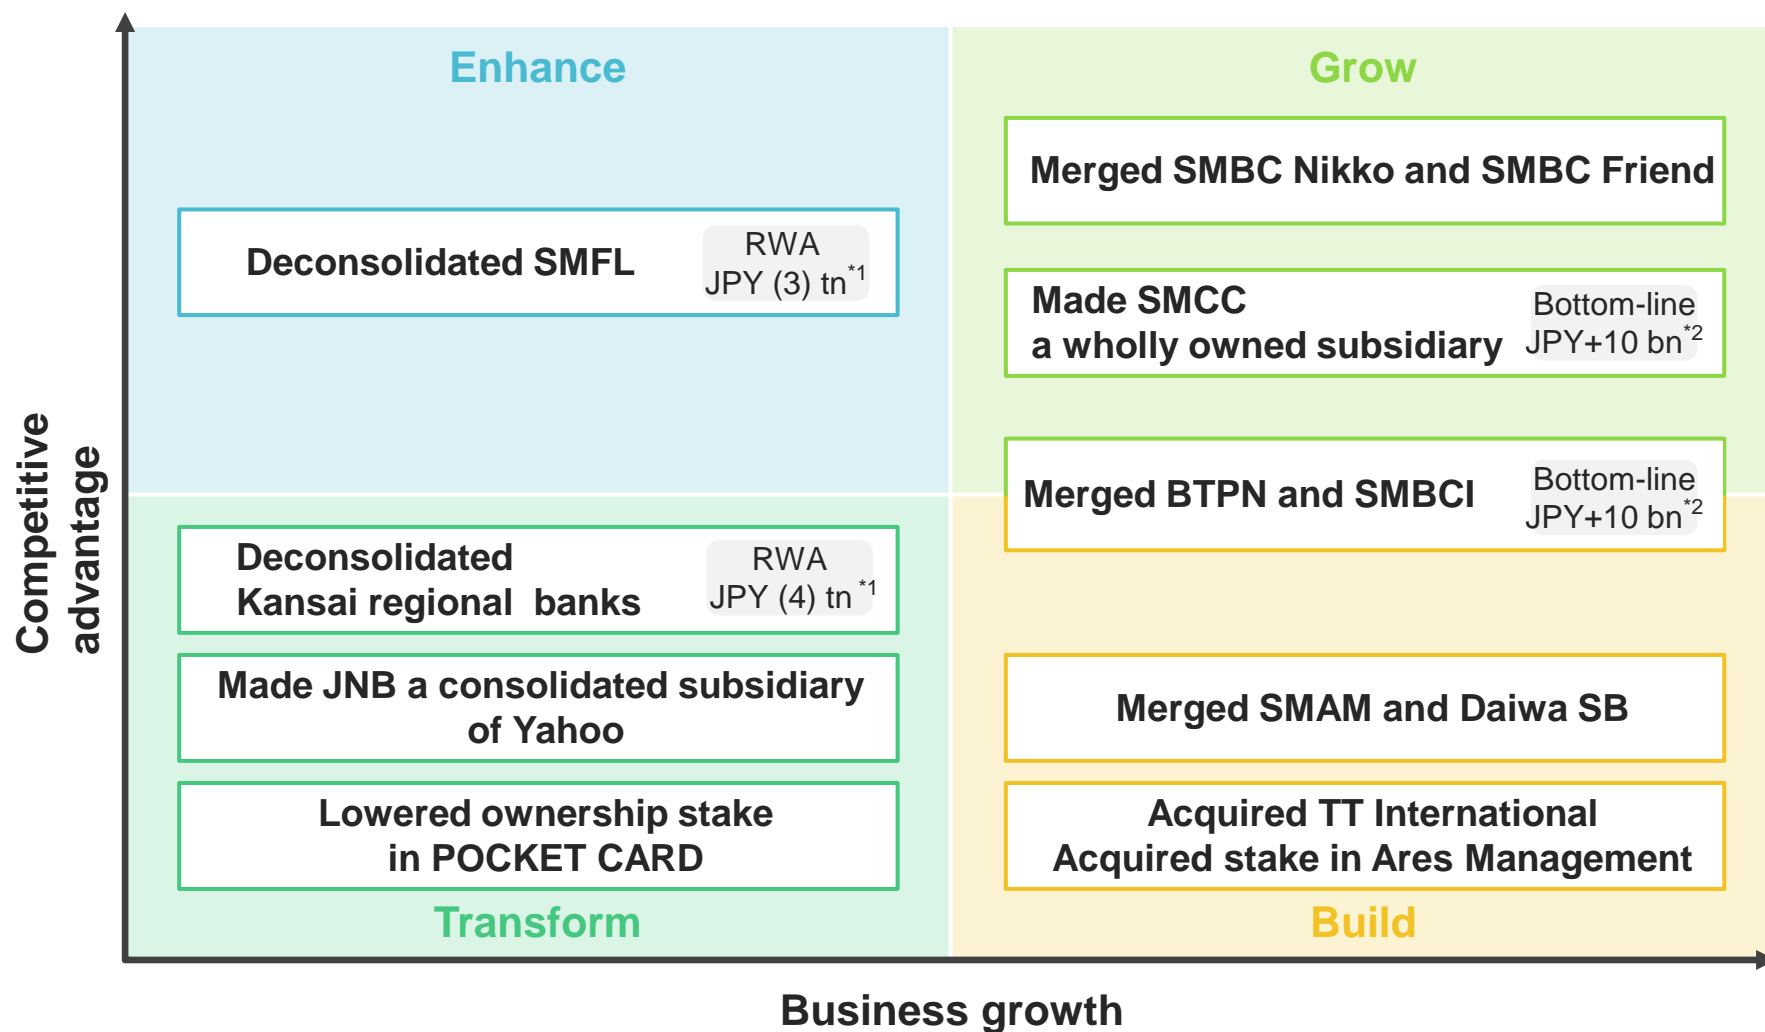 Enhance
Grow
Merged SMBC Nikko and SMBC Friend
Deconsolidated SMFL
RWA
JPY (3) tn*1
Made SMCC
a wholly owned subsidiary
Bottom-line
JPY+10 bn*2
Merged BTPN and SMBCI
Bottom-line
JPY+10 bn*2
Deconsolidated
Kansai regional banks
RWA
JPY (4) tn*1
Made JNB a consolidated subsidiary
of Yahoo
Merged SMAM and Daiwa SB
Lowered ownership stake
in POCKET CARD
Acquired TT International
Acquired stake in Ares Management
Transform
Build
Competitive
advantage
Business growth